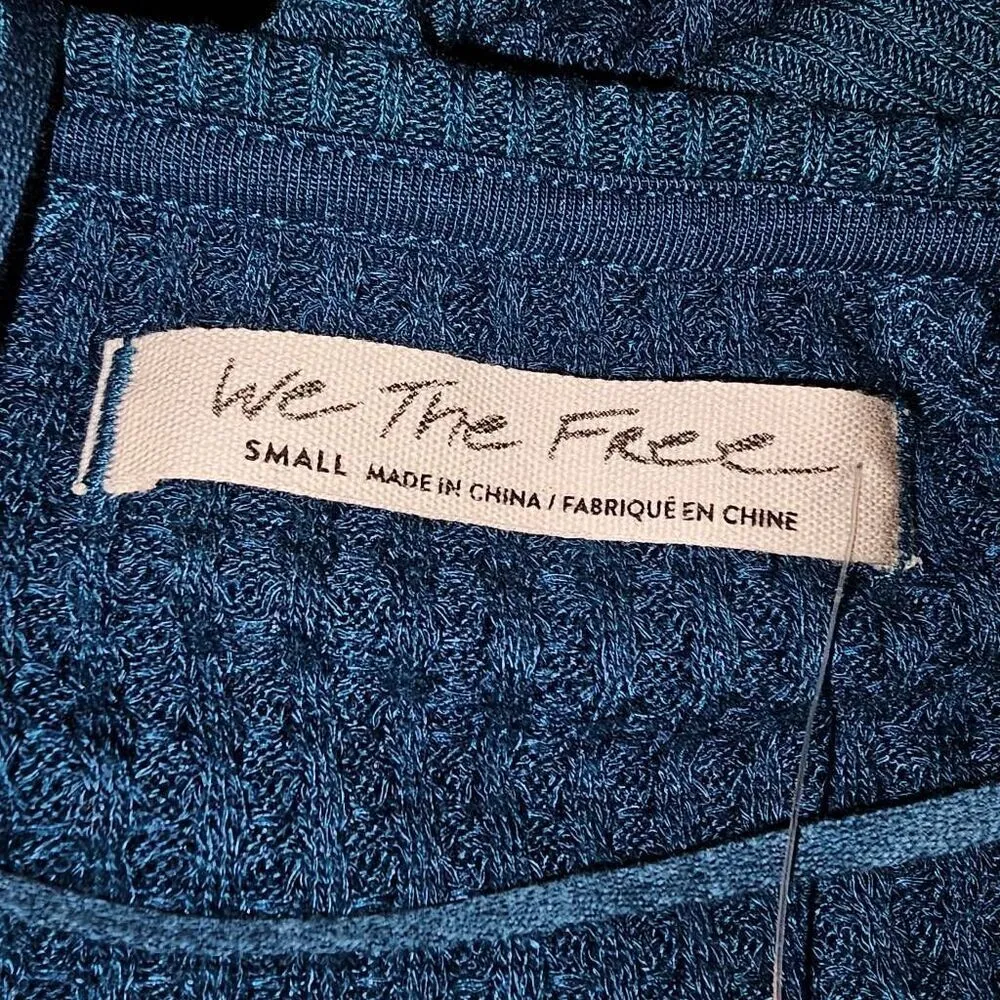 We The Free
SMALL MADE IN CHINA / FABRIQUÉ EN CHINE